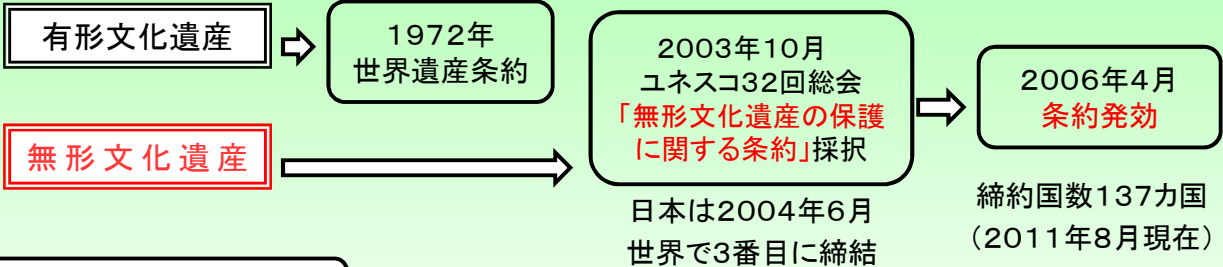 有形文化遺産
1972年
世界遺産条約
2003年10月
ユネスコ32回総会
「無形文化遺産の保護
に関する条約」採択
2006年4月
条約発効
無形文化遺産
日本は2004年6月
世界で3番目に締結
締約国数137カ国
(2011年8月現在)